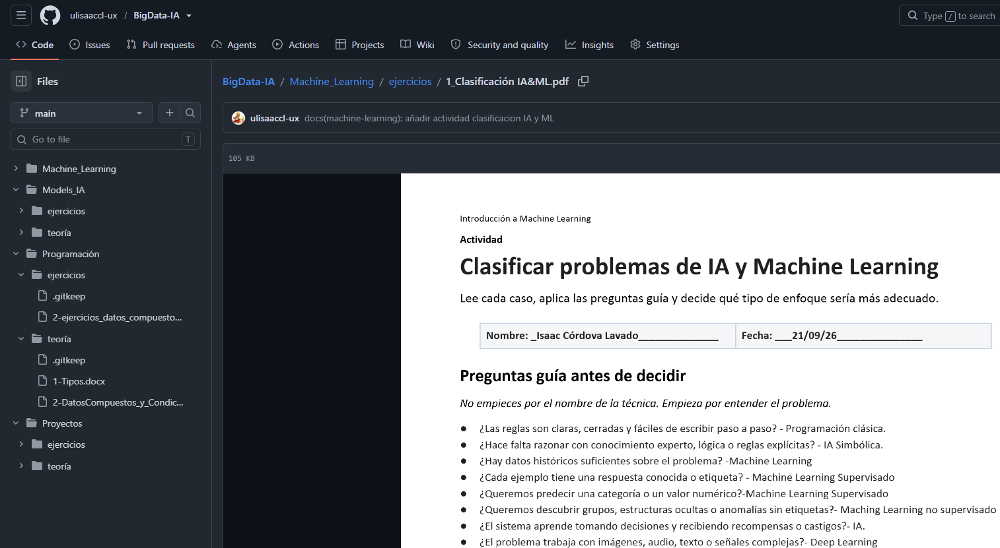 ulisaaccl-ux / BigData-IA
Type / to search
Code Issues Pull requests Agents Actions Projects Wiki Security and quality Insights Settings
Files
main
Go to file T
Machine_Learning
Models_IA
ejercicios
teoría
Programación
ejercicios
.gitkeep
2-ejercicios_datos_compuesto...
teoría
.gitkeep
1-Tipos.docx
2-DatosCompuestos_y_Condic...
Proyectos
ejercicios
teoría
BigData-IA / Machine_Learning / ejercicios / 1_Clasificación IA&ML.pdf
ulisaaccl-ux docs(machine-learning): añadir actividad clasificacion IA y ML
105 KB
Introducción a Machine Learning
Actividad
Clasificar problemas de IA y Machine Learning
Lee cada caso, aplica las preguntas guía y decide qué tipo de enfoque sería más adecuado.
Nombre: _Isaac Córdova Lavado______________ Fecha: ___21/09/26_______________
Preguntas guía antes de decidir
No empieces por el nombre de la técnica. Empieza por entender el problema.
● ¿Las reglas son claras, cerradas y fáciles de escribir paso a paso? - Programación clásica.
● ¿Hace falta razonar con conocimiento experto, lógica o reglas explícitas? - IA Simbólica.
● ¿Hay datos históricos suficientes sobre el problema? -Machine Learning
● ¿Cada ejemplo tiene una respuesta conocida o etiqueta? - Machine Learning Supervisado
● ¿Queremos predecir una categoría o un valor numérico?-Machine Learning Supervisado
● ¿Queremos descubrir grupos, estructuras ocultas o anomalías sin etiquetas?- Maching Learning no supervisado
● ¿El sistema aprende tomando decisiones y recibiendo recompensas o castigos?- IA.
● ¿El problema trabaja con imágenes, audio, texto o señales complejas?- Deep Learning